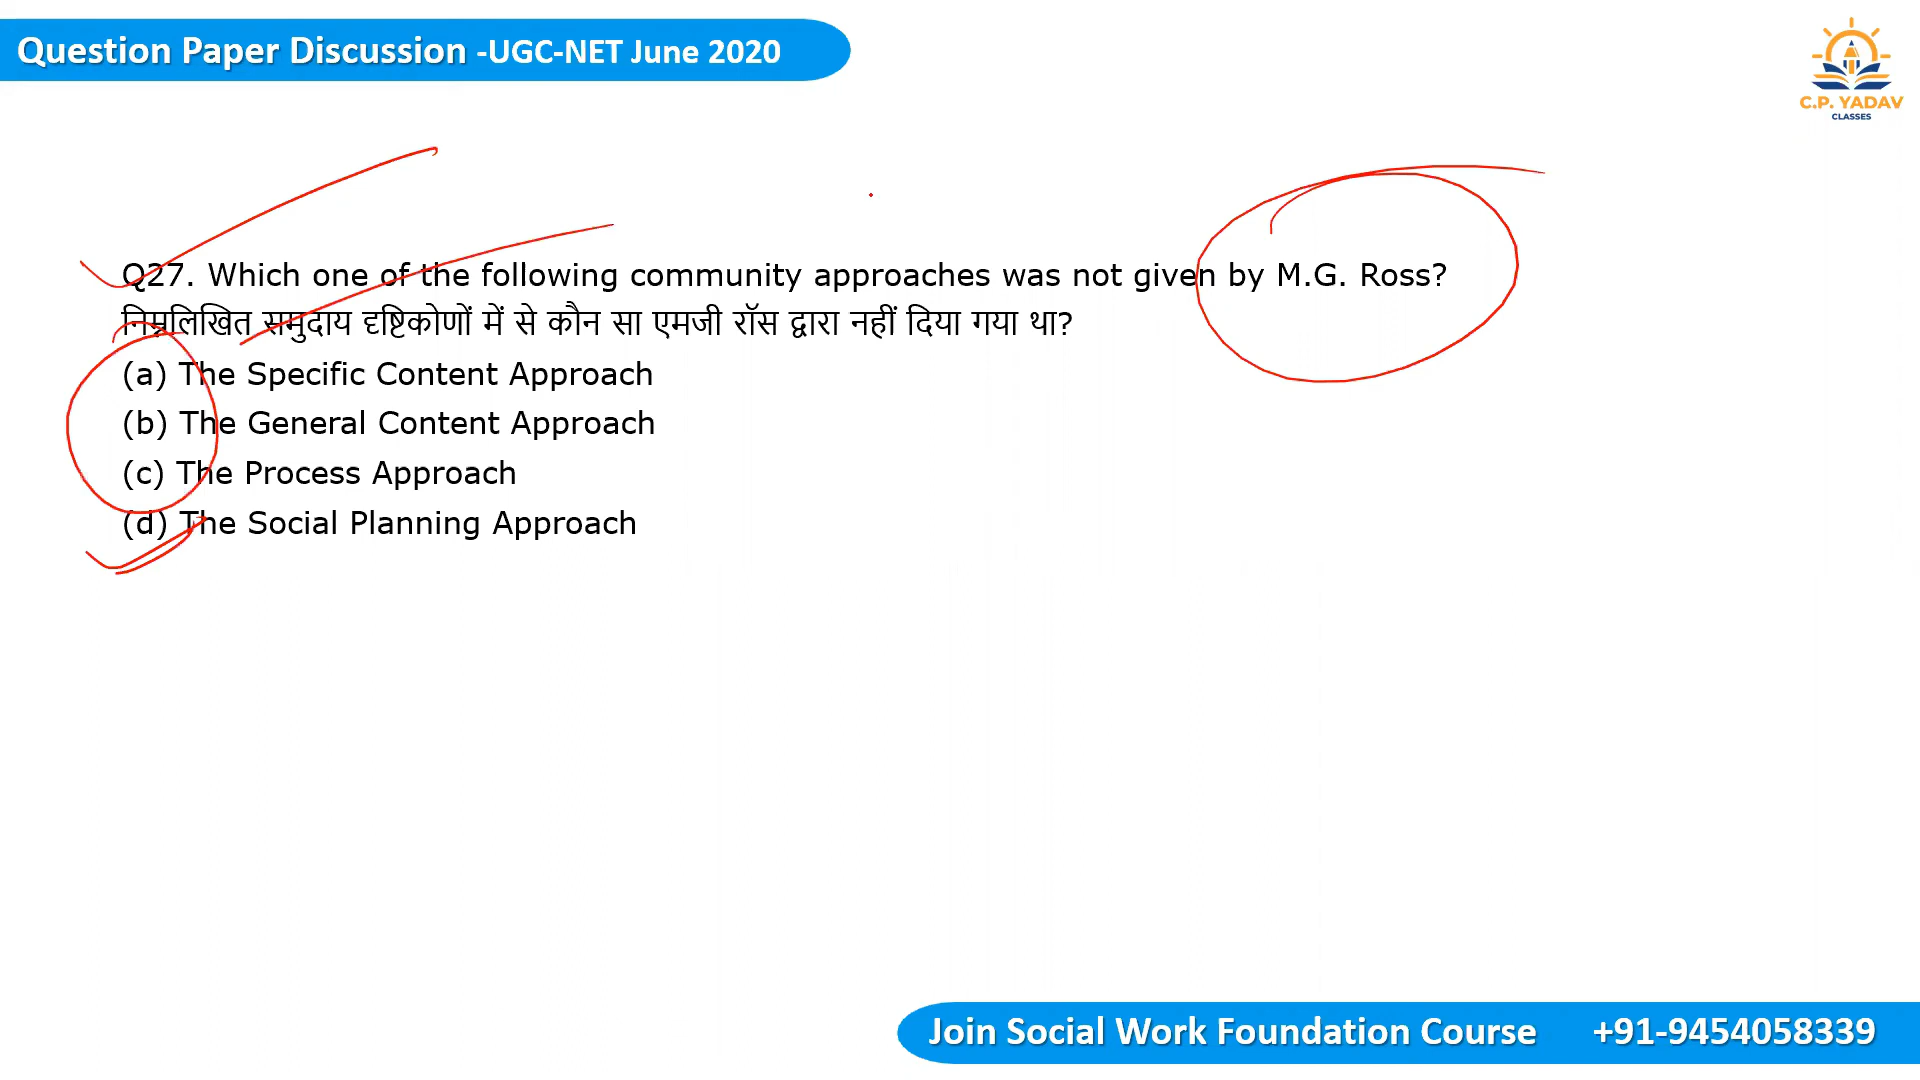 Question Paper Discussion -UGC-NET June 2020
C.P. YADAV
CLASSES
Q27. Which one of the following community approaches was not given by M.G. Ross?
निम्नलिखित समुदाय दृष्टिकोणों में से कौन सा एमजी रॉस द्वारा नहीं दिया गया था?
(a) The Specific Content Approach
(b) The General Content Approach
(c) The Process Approach
(d) The Social Planning Approach
Join Social Work Foundation Course +91-9454058339